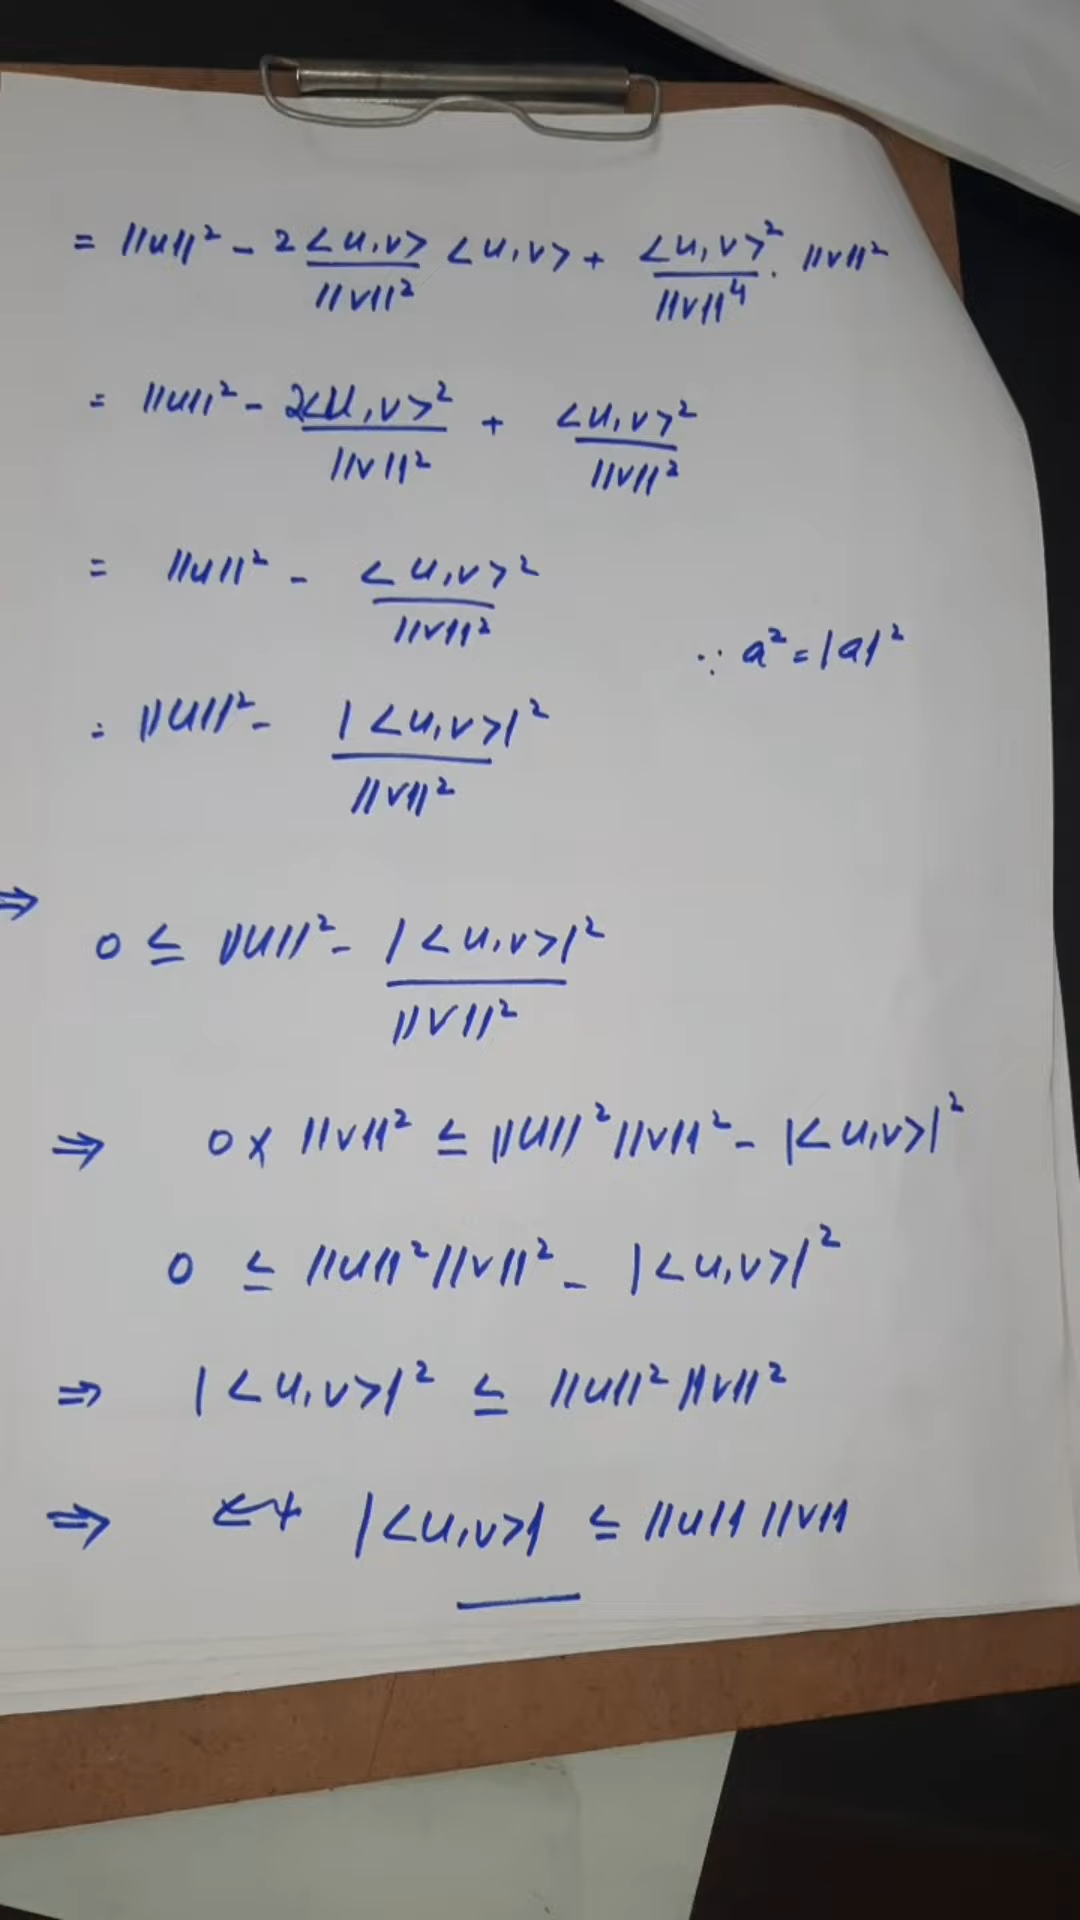 = ||u||² - 2 <u,v>/||v||² <u,v> + <u,v>²/||v||⁴ . ||v||²
= ||u||² - 2<u,v>²/||v||² + <u,v>²/||v||²
= ||u||² - <u,v>²/||v||²
∵ a² = |a|²
= ||u||² - |<u,v>|²/||v||²
⇒ 0 ≤ ||u||² - |<u,v>|²/||v||²
⇒ 0 × ||v||² ≤ ||u||² ||v||² - |<u,v>|²
0 ≤ ||u||² ||v||² - |<u,v>|²
⇒ |<u,v>|² ≤ ||u||² ||v||²
⇒ |<u,v>| ≤ ||u|| ||v||